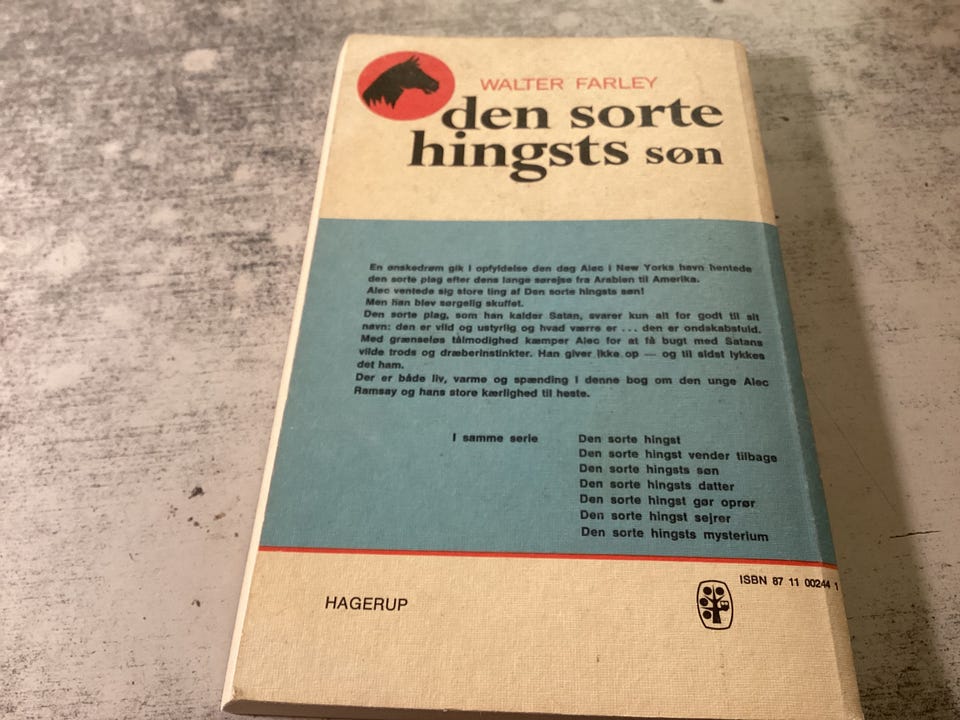 WALTER FARLEY
den sorte
hingsts søn
En ønskedrøm gik i opfyldelse den dag Alec i New Yorks havn hentede
den sorte plag efter dens lange sørejse fra Arabien til Amerika.
Alec ventede sig store ting af Den sorte hingsts søn!
Men han blev sørgelig skuffet.
Den sorte plag, som han kalder Satan, svarer kun alt for godt til sit
navn: den er vild og ustyrlig og hvad værre er ... den er ondskabsfuld.
Med grænseløs tålmodighed kæmper Alec for at få bugt med Satans
vilde trods og dræberinstinkter. Han giver ikke op — og til sidst lykkes
det ham.
Der er både liv, varme og spænding i denne bog om den unge Alec
Ramsay og hans store kærlighed til heste.
I samme serie
Den sorte hingst
Den sorte hingst vender tilbage
Den sorte hingsts søn
Den sorte hingsts datter
Den sorte hingst gør oprør
Den sorte hingst sejrer
Den sorte hingsts mysterium
ISBN 87 11 00244 1
HAGERUP